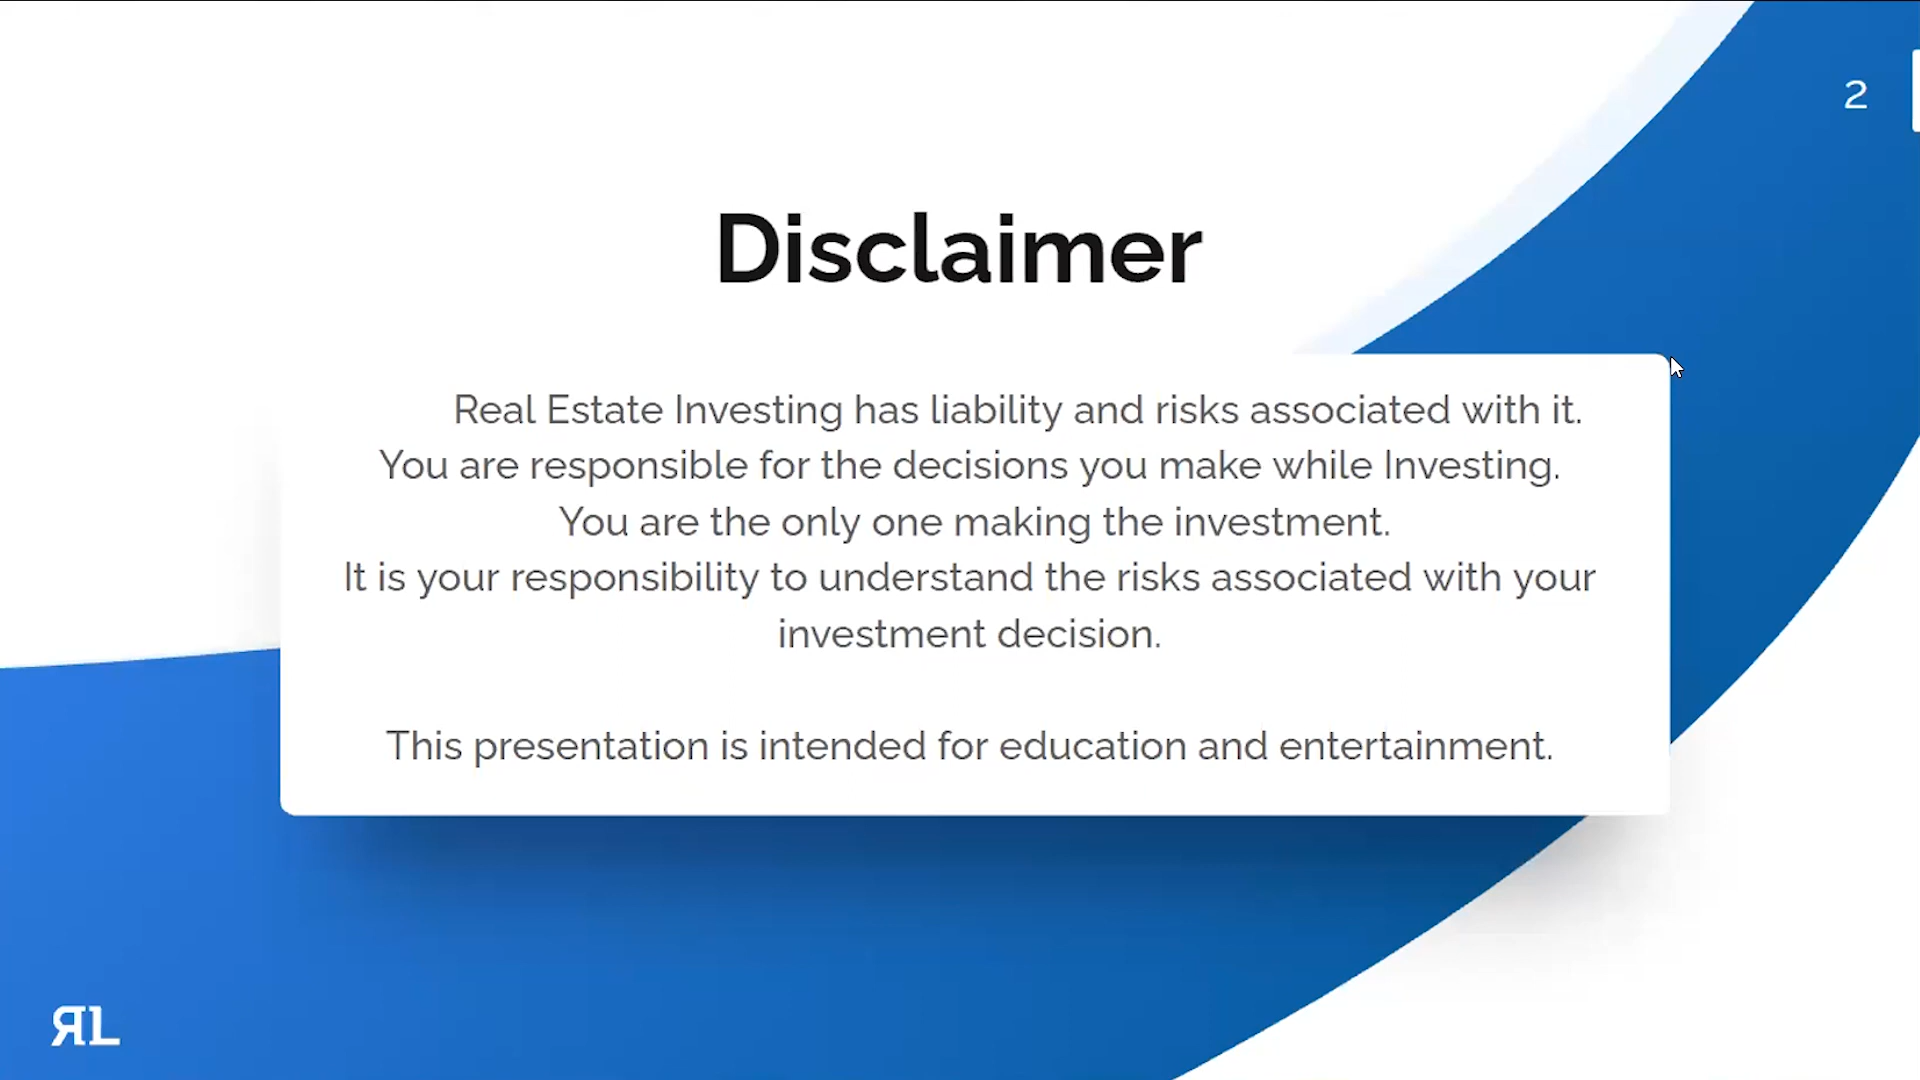 2
Disclaimer
Real Estate Investing has liability and risks associated with it.
You are responsible for the decisions you make while Investing.
You are the only one making the investment.
It is your responsibility to understand the risks associated with your
investment decision.
This presentation is intended for education and entertainment.
RL